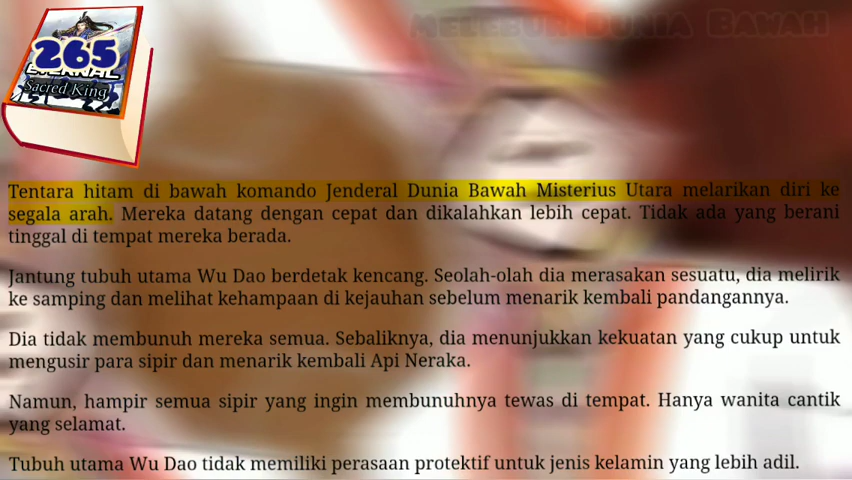 MELEBUR DUNIA BAWAH
265
ETERNAL
Sacred King
Tentara hitam di bawah komando Jenderal Dunia Bawah Misterius Utara melarikan diri ke
segala arah. Mereka datang dengan cepat dan dikalahkan lebih cepat. Tidak ada yang berani
tinggal di tempat mereka berada.
Jantung tubuh utama Wu Dao berdetak kencang. Seolah-olah dia merasakan sesuatu, dia melirik
ke samping dan melihat kehampaan di kejauhan sebelum menarik kembali pandangannya.
Dia tidak membunuh mereka semua. Sebaliknya, dia menunjukkan kekuatan yang cukup untuk
mengusir para sipir dan menarik kembali Api Neraka.
Namun, hampir semua sipir yang ingin membunuhnya tewas di tempat. Hanya wanita cantik
yang selamat.
Tubuh utama Wu Dao tidak memiliki perasaan protektif untuk jenis kelamin yang lebih adil.